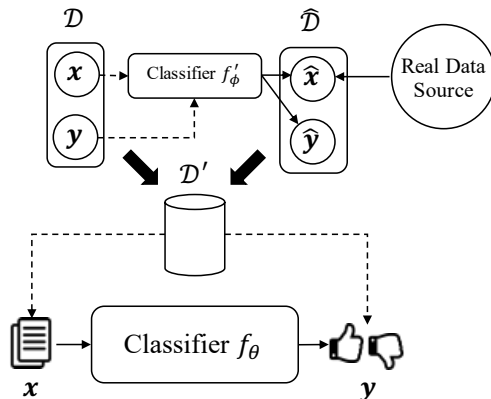 𝒟
𝒟̂
x
Classifier f′ϕ
x̂
Real Data
Source
y
ŷ
𝒟′
Classifier fθ
x
y